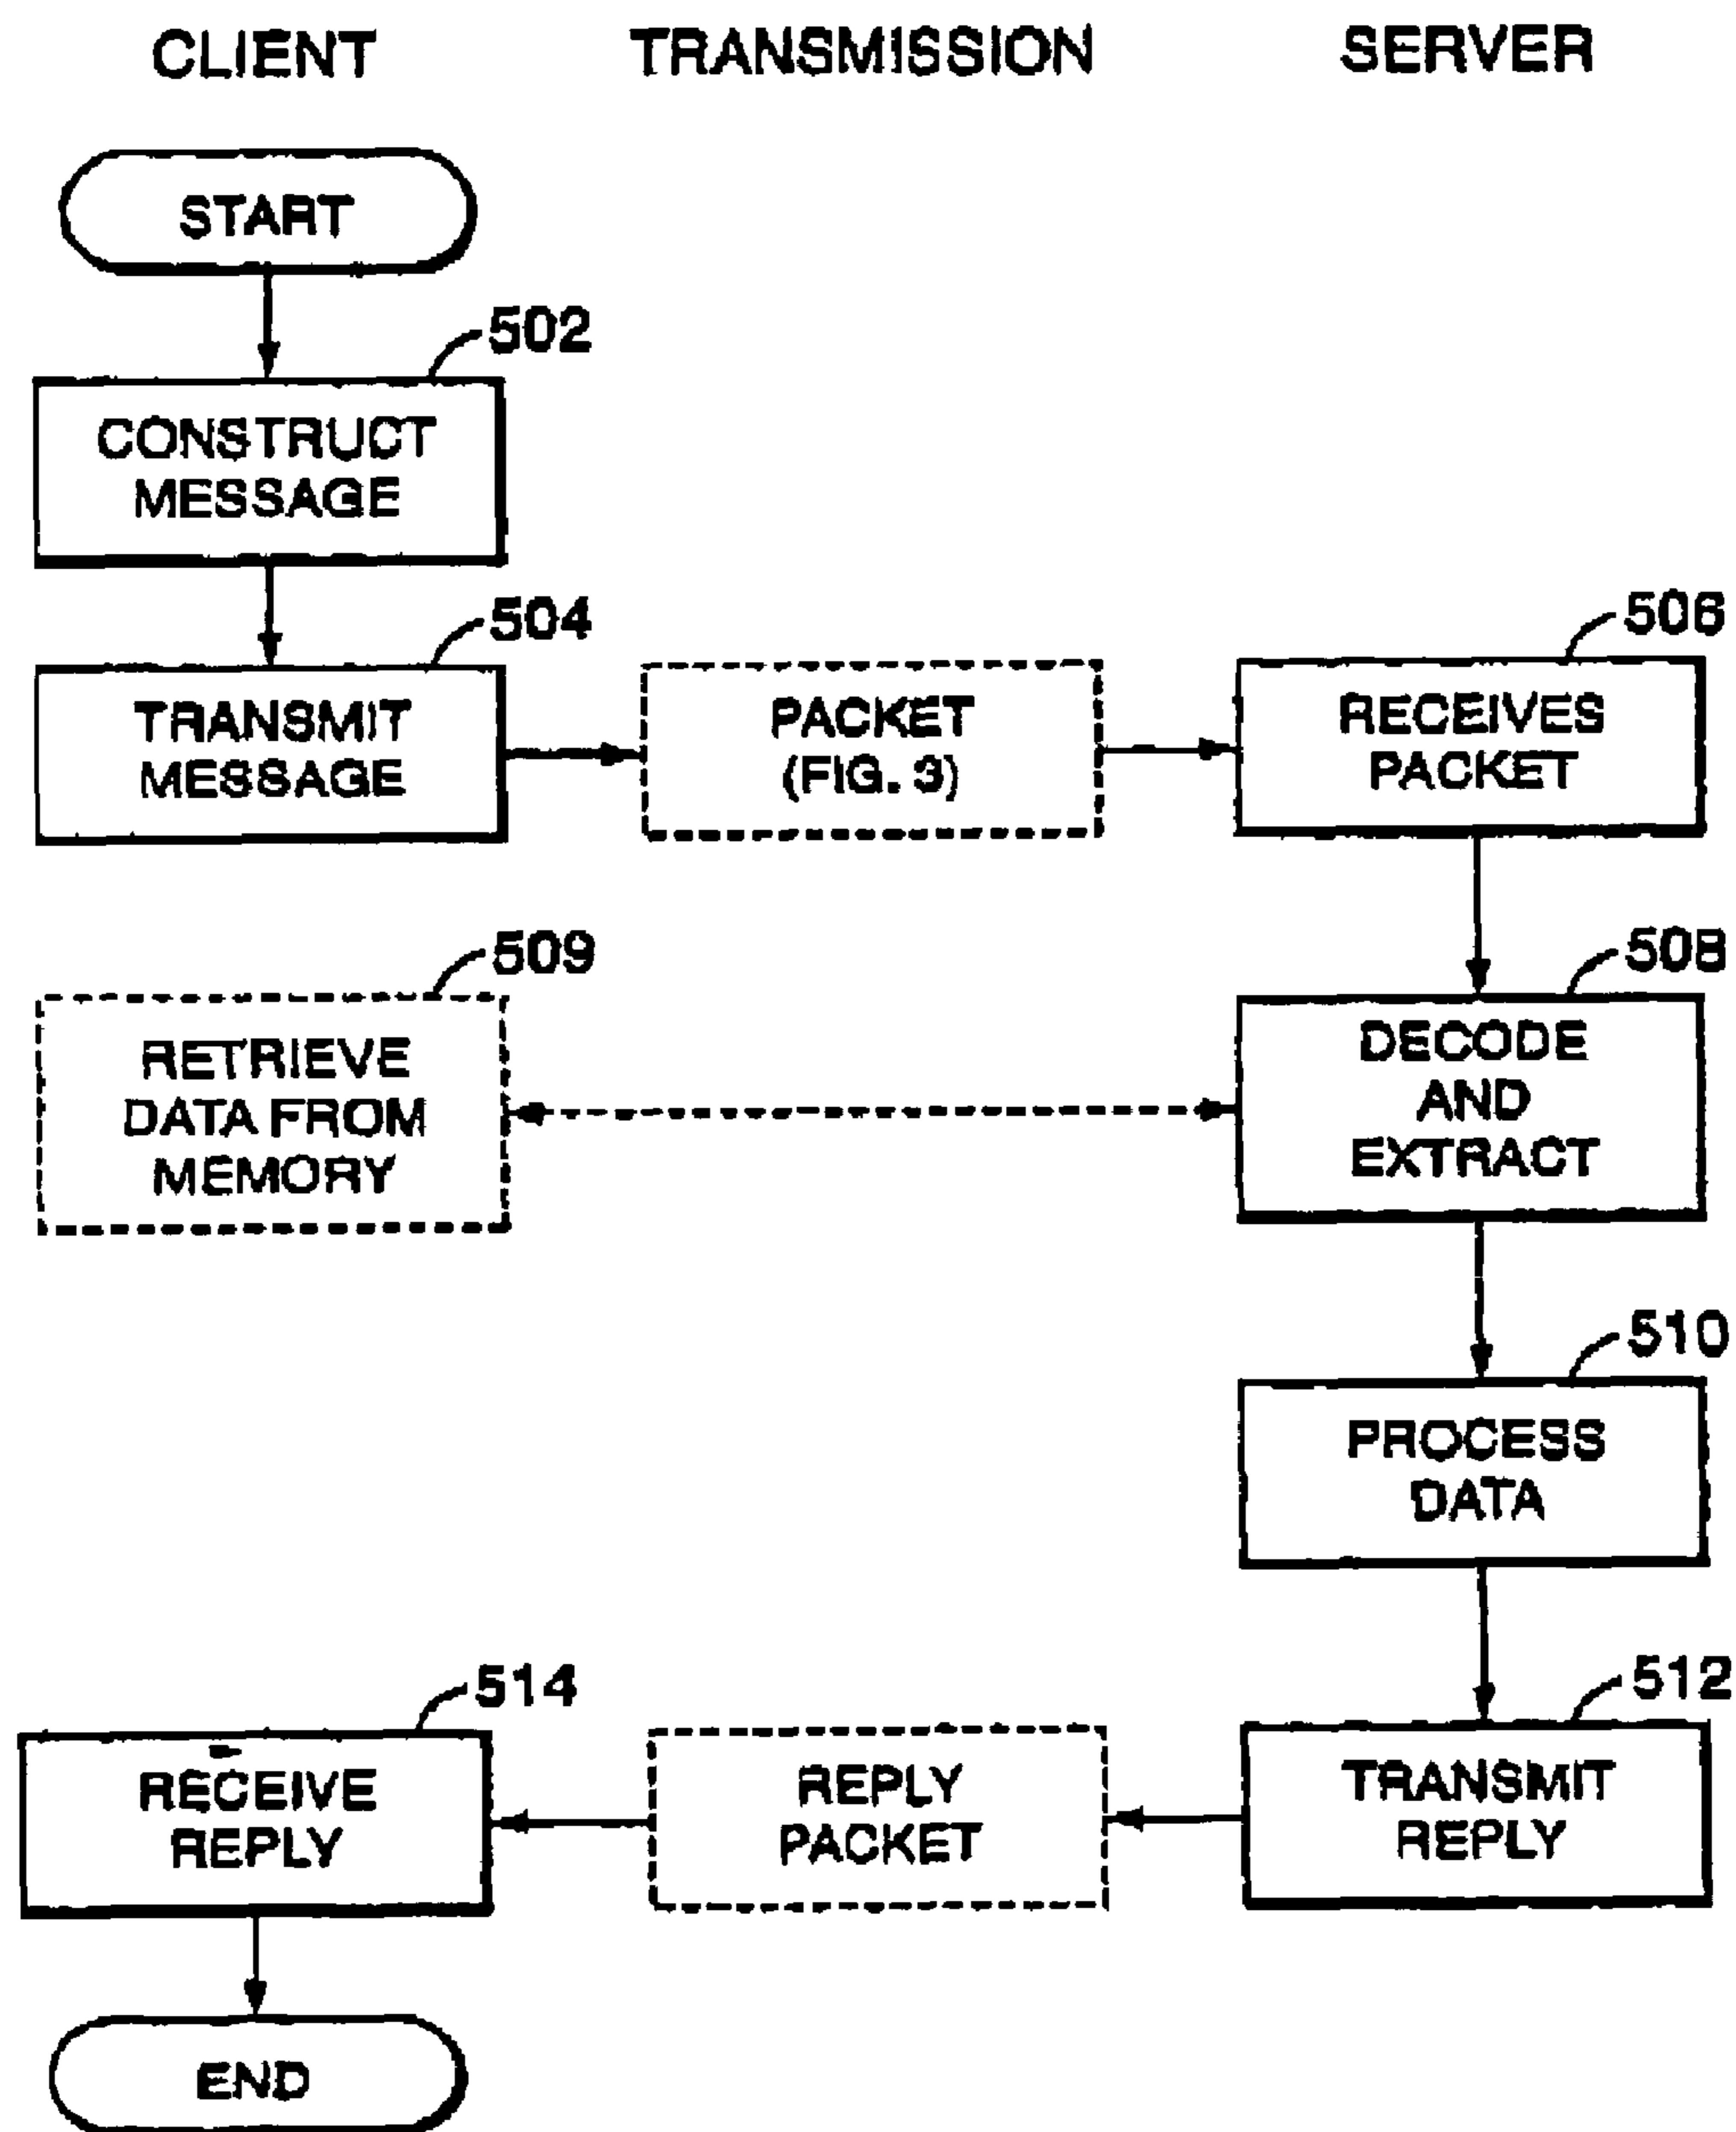 CLIENT TRANSMISSION SERVER
START
502
CONSTRUCT
MESSAGE
504
TRANSMIT
MESSAGE
PACKET
(FIG. 3)
506
RECEIVES
PACKET
509
RETRIEVE
DATA FROM
MEMORY
508
DECODE
AND
EXTRACT
510
PROCESS
DATA
512
TRANSMIT
REPLY
REPLY
PACKET
514
RECEIVE
REPLY
END